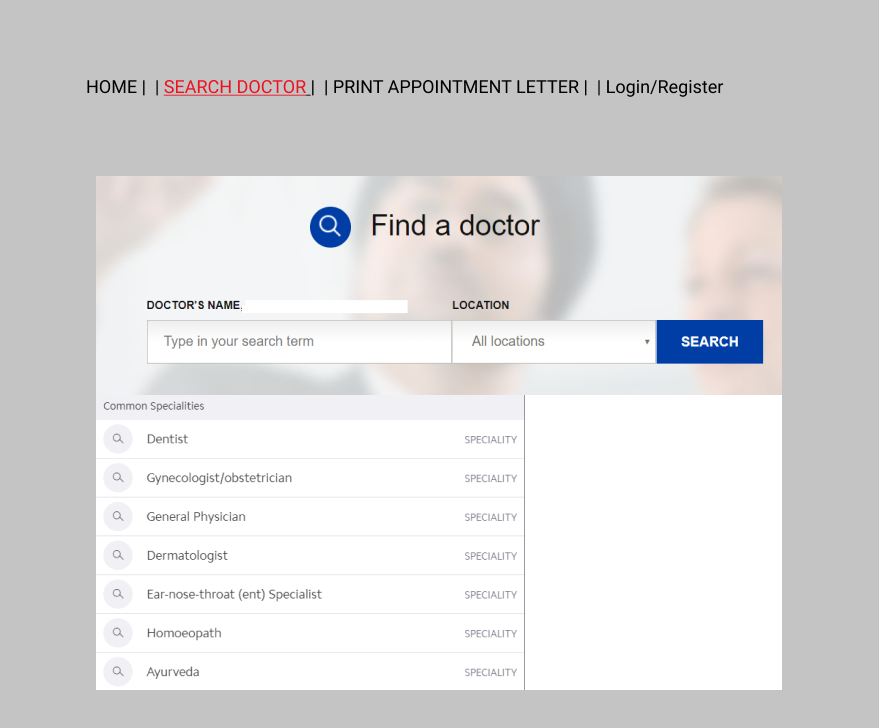 HOME | | SEARCH DOCTOR | | PRINT APPOINTMENT LETTER | | Login/Register
Find a doctor
DOCTOR'S NAME LOCATION
Type in your search term All locations SEARCH
Common Specialities
Dentist SPECIALITY
Gynecologist/obstetrician SPECIALITY
General Physician SPECIALITY
Dermatologist SPECIALITY
Ear-nose-throat (ent) Specialist SPECIALITY
Homoeopath SPECIALITY
Ayurveda SPECIALITY